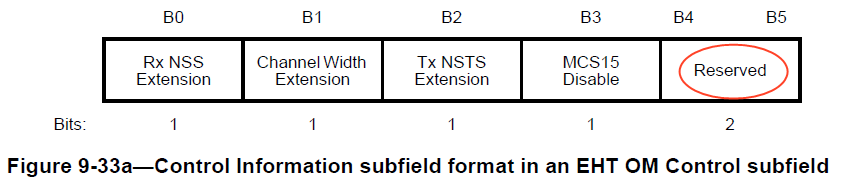 B0 B1 B2 B3 B4 B5
Rx NSS Channel Width Tx NSTS MCS15 Reserved
Extension Extension Extension Disable
Bits: 1 1 1 1 2
Figure 9-33a—Control Information subfield format in an EHT OM Control subfield